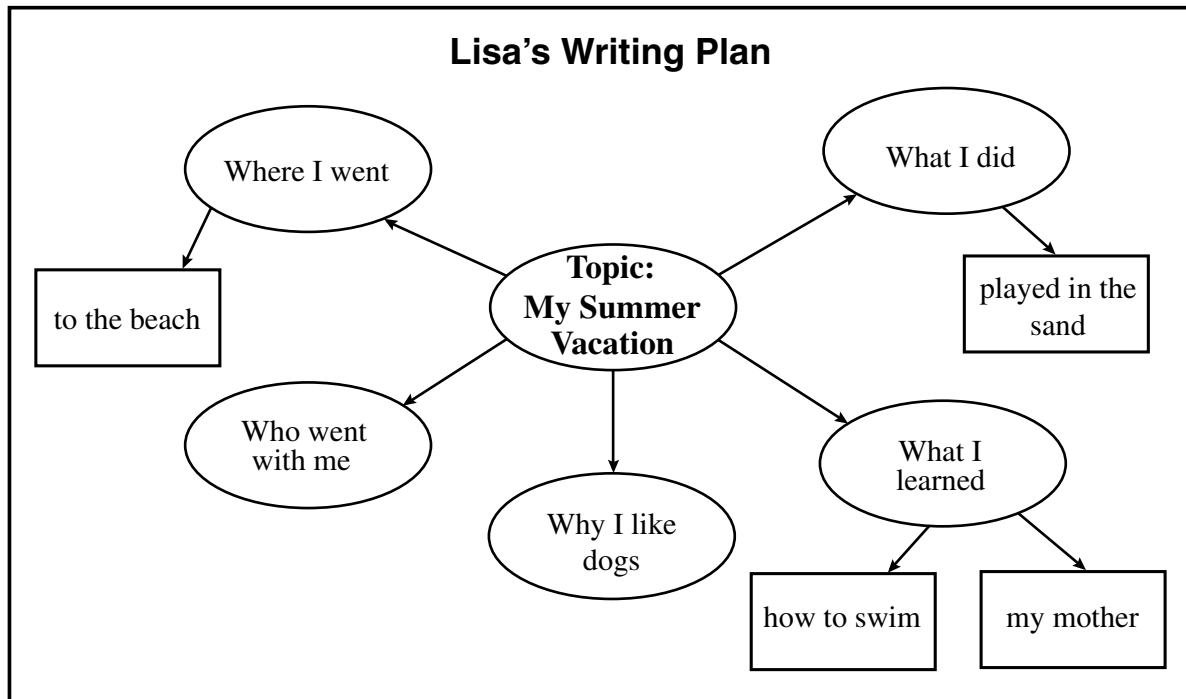 Lisa’s Writing Plan
Where I went
to the beach
What I did
played in the
sand
Topic:
My Summer
Vacation
Who went
with me
Why I like
dogs
What I
learned
how to swim
my mother